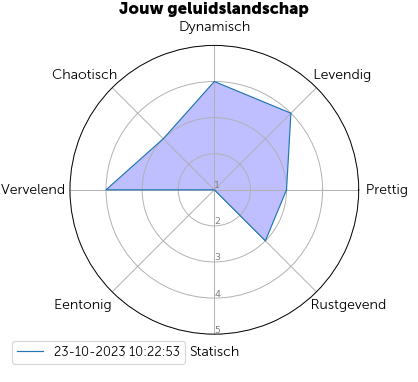 Jouw geluidslandschap
Dynamisch
Chaotisch
Levendig
Vervelend
1
Prettig
2
3
4
Eentonig
Rustgevend
5
23-10-2023 10:22:53
Statisch